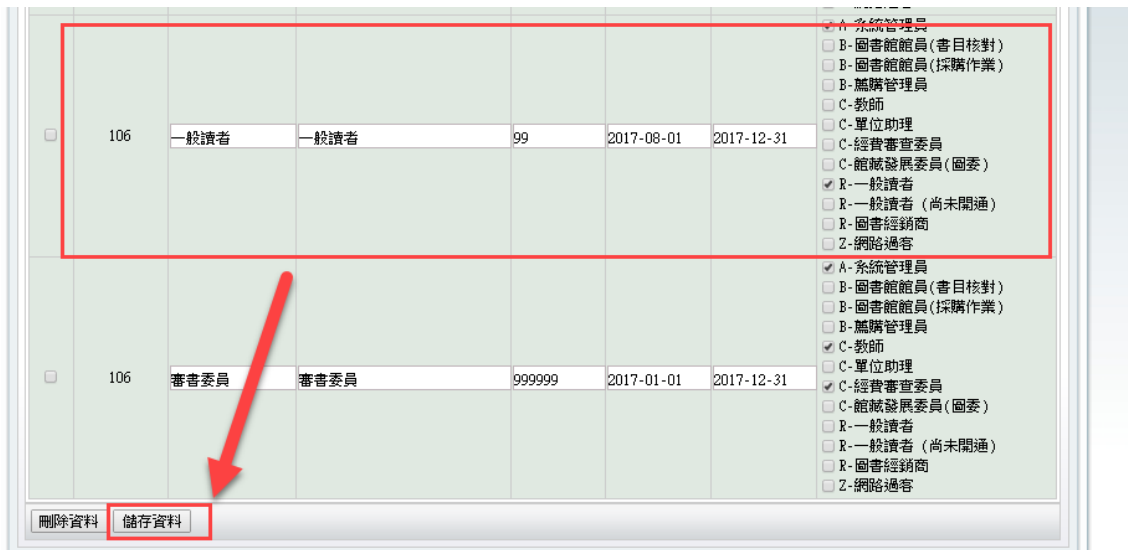 A-系統管理員
B-圖書館館員(書目核對)
B-圖書館館員(採購作業)
B-薦購管理員
C-教師
C-單位助理
C-經費審查委員
C-館藏發展委員(圖委)
R-一般讀者
R-一般讀者 (尚未開通)
R-圖書經銷商
Z-網路過客
106 一般讀者 一般讀者 99 2017-08-01 2017-12-31
A-系統管理員
B-圖書館館員(書目核對)
B-圖書館館員(採購作業)
B-薦購管理員
C-教師
C-單位助理
C-經費審查委員
C-館藏發展委員(圖委)
R-一般讀者
R-一般讀者 (尚未開通)
R-圖書經銷商
Z-網路過客
106 審書委員 審書委員 999999 2017-01-01 2017-12-31
刪除資料 儲存資料